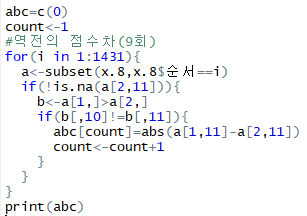 abc=c(0)
count<-1
#역전의 점수차(9회)
for(i in 1:1431){
  a<-subset(x.8,x.8$순서==i)
  if(!is.na(a[2,11])){
    b<-a[1,]>a[2,]
    if(b[,10]!=b[,11]){
      abc[count]=abs(a[1,11]-a[2,11])
      count<-count+1
    }
  }
}
print(abc)